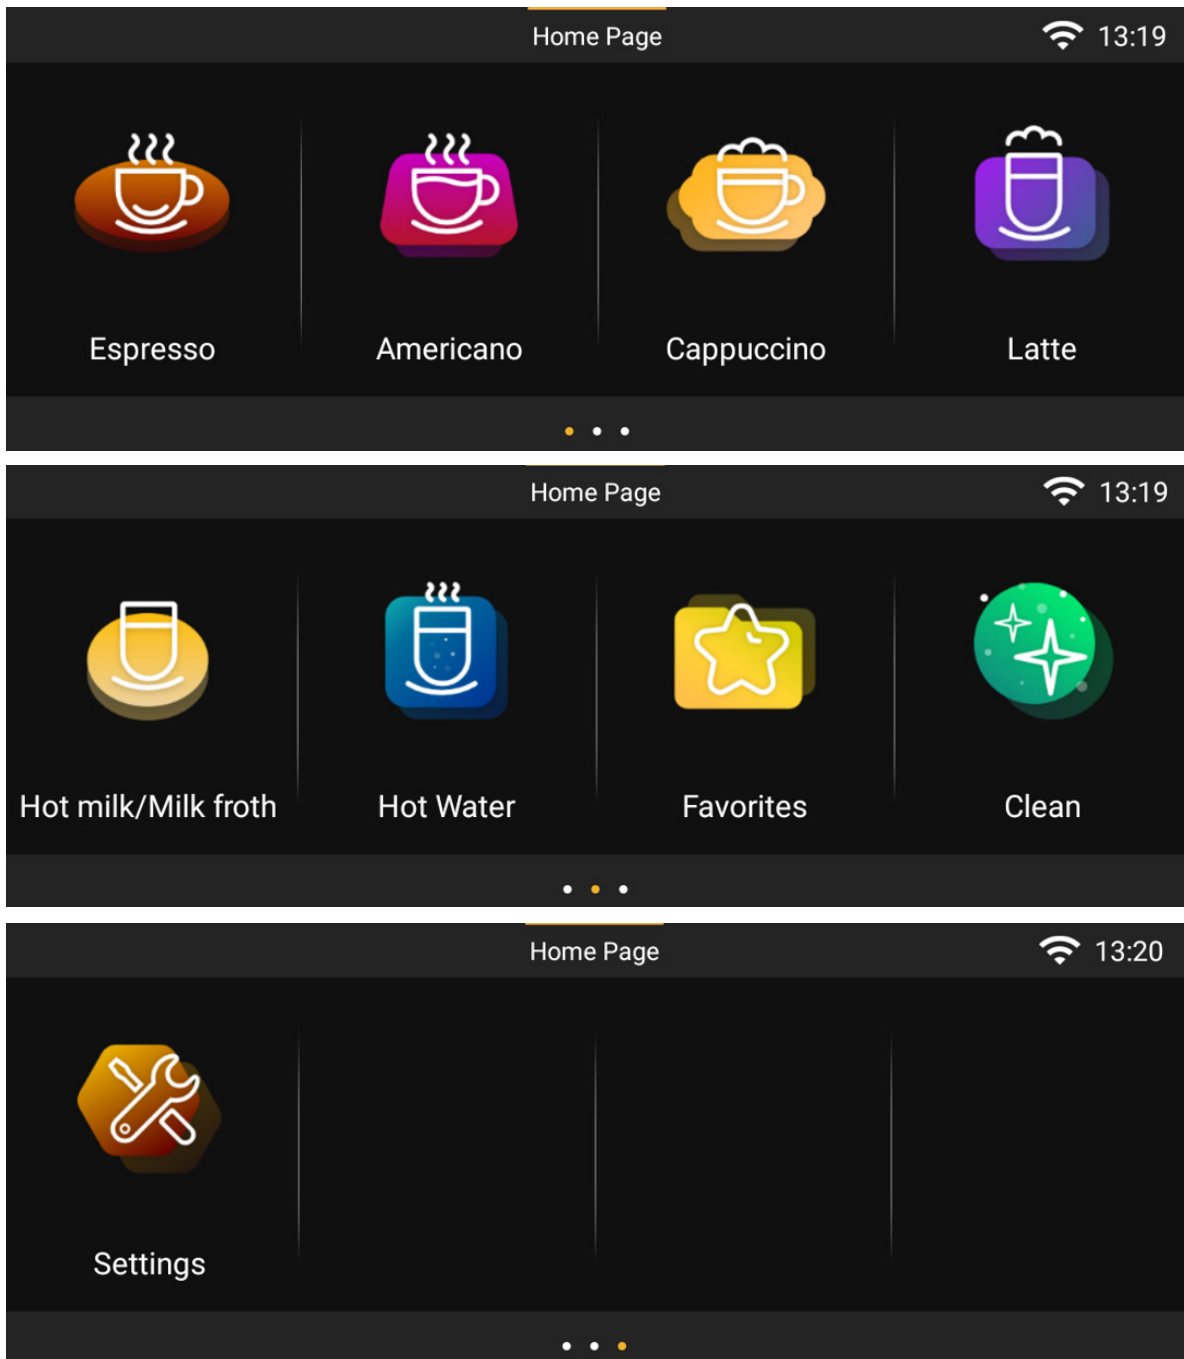 Home Page 13:19
Espresso Americano Cappuccino Latte
Home Page 13:19
Hot milk/Milk froth Hot Water Favorites Clean
Home Page 13:20
Settings